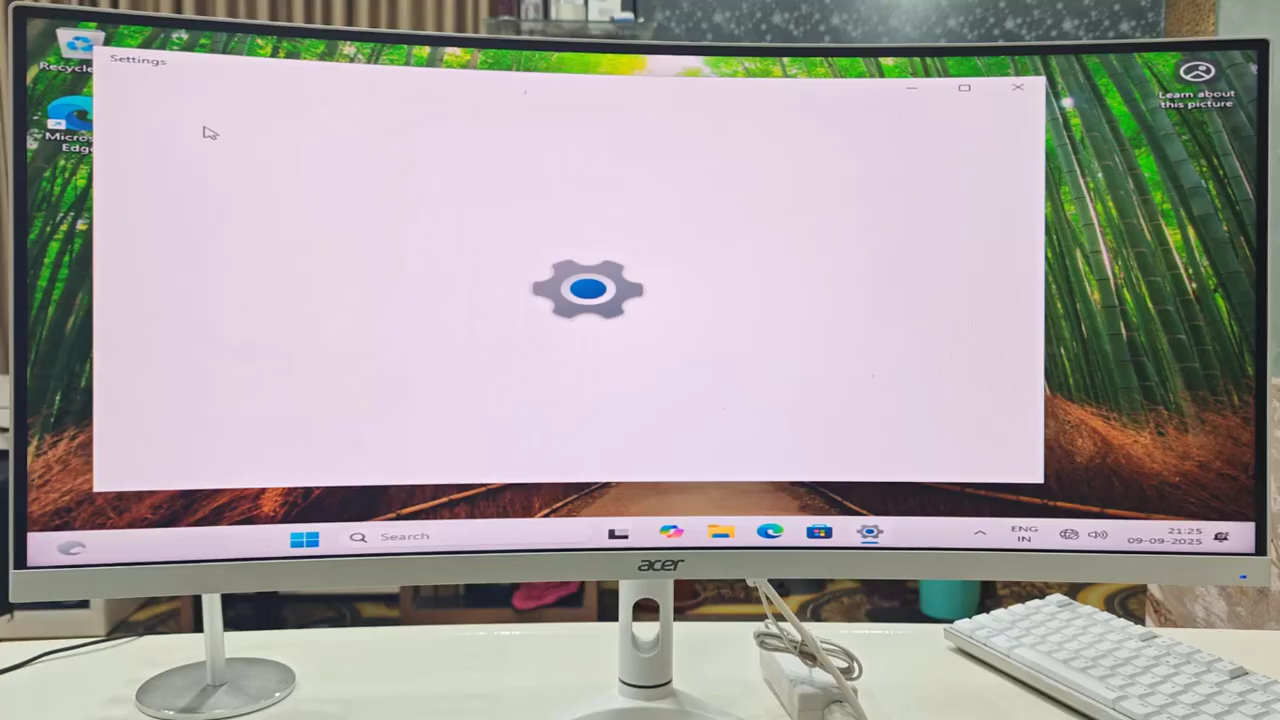 Settings
Recycle
Micros
Edge
Learn about
this picture
Search
ENG
IN
21:25
09-09-2025
acer